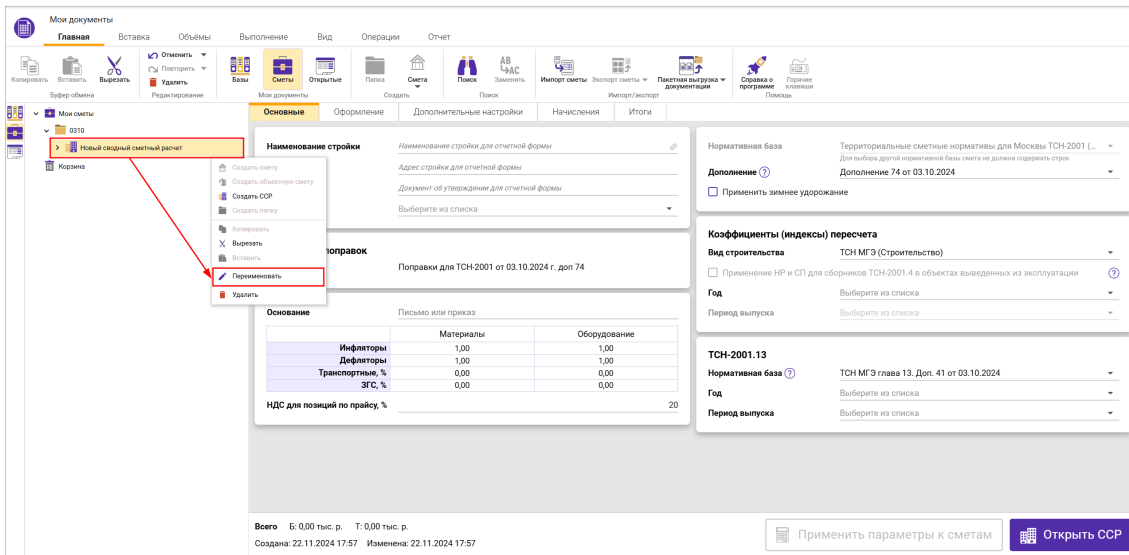 Мои документы
Главная Вставка Объёмы Выполнение Вид Операции Отчет
Копировать Вставить Вырезать
Отменить
Повторить
Удалить
Базы Сметы Открытые
Папка Смета
Поиск AB АС Заменить
Импорт сметы Экспорт сметы Пакетная выгрузка документации
Справка о программе Горячие клавиши
Буфер обмена Редактирование Мои документы Создать Поиск Импорт/экспорт Помощь
Мои сметы
0310
Новый сводный сметный расчет
Корзина
Создать смету
Создать объектную смету
Создать ССР
Создать папку
Копировать
Вырезать
Вставить
Переименовать
Удалить
Основные Оформление Дополнительные настройки Начисления Итоги
Наименование стройки Наименование стройки для отчетной формы
Адрес стройки для отчетной формы
Документ об утверждении для отчетной формы
Выберите из списка
поправок
Поправки для ТСН-2001 от 03.10.2024 г. доп 74
Основание Письмо или приказ
Материалы Оборудование
Инфляторы 1,00 1,00
Дефляторы 1,00 1,00
Транспортные, % 0,00 0,00
ЗГС, % 0,00 0,00
НДС для позиций по прайсу, % 20
Нормативная база Территориальные сметные нормативы для Москвы ТСН-2001 (...
Для выбора другой нормативной базы смета не должна содержать строк
Дополнение ? Дополнение 74 от 03.10.2024
Применить зимнее удорожание
Коэффициенты (индексы) пересчета
Вид строительства ТСН МГЭ (Строительство)
Применение НР и СП для сборников ТСН-2001.4 в объектах выведенных из эксплуатации ?
Год Выберите из списка
Период выпуска Выберите из списка
ТСН-2001.13
Нормативная база ? ТСН МГЭ глава 13. Доп. 41 от 03.10.2024
Год Выберите из списка
Период выпуска Выберите из списка
Всего Б: 0,00 тыс. р. Т: 0,00 тыс. р.
Создана: 22.11.2024 17:57 Изменена: 22.11.2024 17:57
Применить параметры к сметам
Открыть ССР